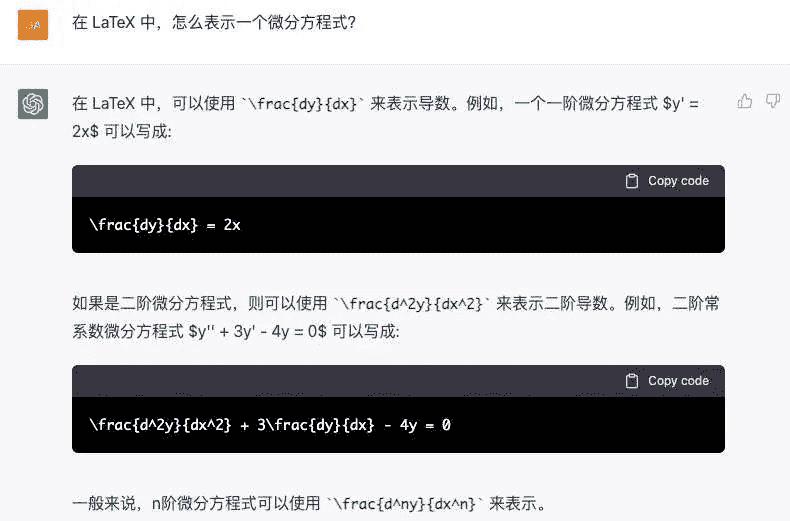 在 LaTeX 中，怎么表示一个微分方程式?
在 LaTeX 中，可以使用 `\frac{dy}{dx}` 来表示导数。例如，一个一阶微分方程式 $y' =
2x$ 可以写成:
Copy code
\frac{dy}{dx} = 2x
如果是二阶微分方程式，则可以使用 `\frac{d^2y}{dx^2}` 来表示二阶导数。例如，二阶常
系数微分方程式 $y'' + 3y' - 4y = 0$ 可以写成:
Copy code
\frac{d^2y}{dx^2} + 3\frac{dy}{dx} - 4y = 0
一般来说，n阶微分方程式可以使用 `\frac{d^ny}{dx^n}` 来表示。